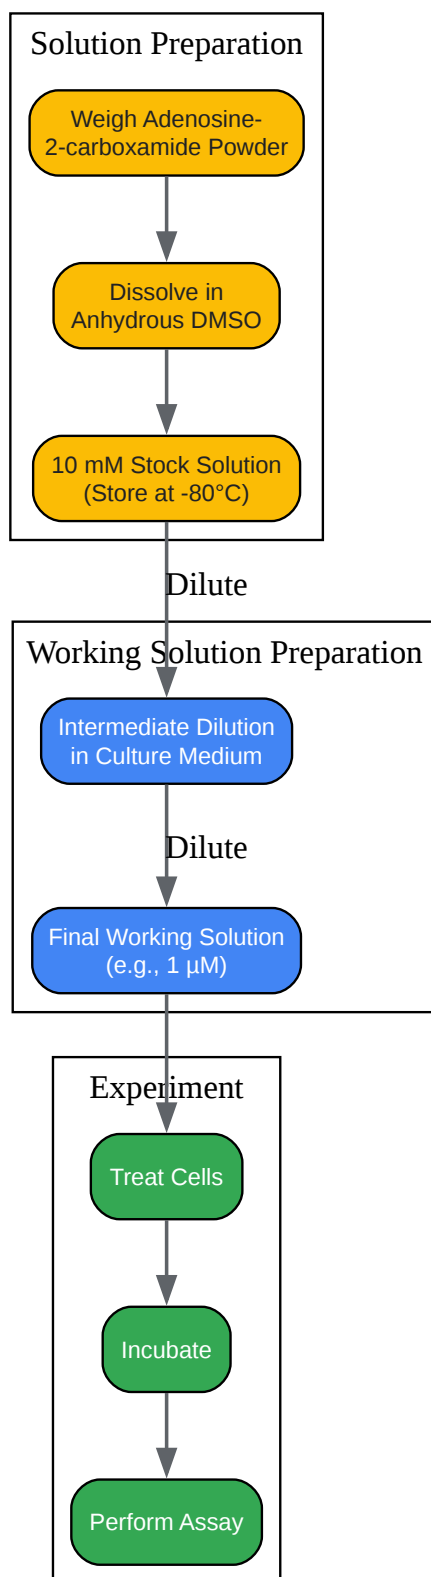 Solution Preparation
Weigh Adenosine-
2-carboxamide Powder
Dissolve in
Anhydrous DMSO
10 mM Stock Solution
(Store at -80°C)
Dilute
Working Solution Preparation
Intermediate Dilution
in Culture Medium
Dilute
Final Working Solution
(e.g., 1 µM)
Experiment
Treat Cells
Incubate
Perform Assay